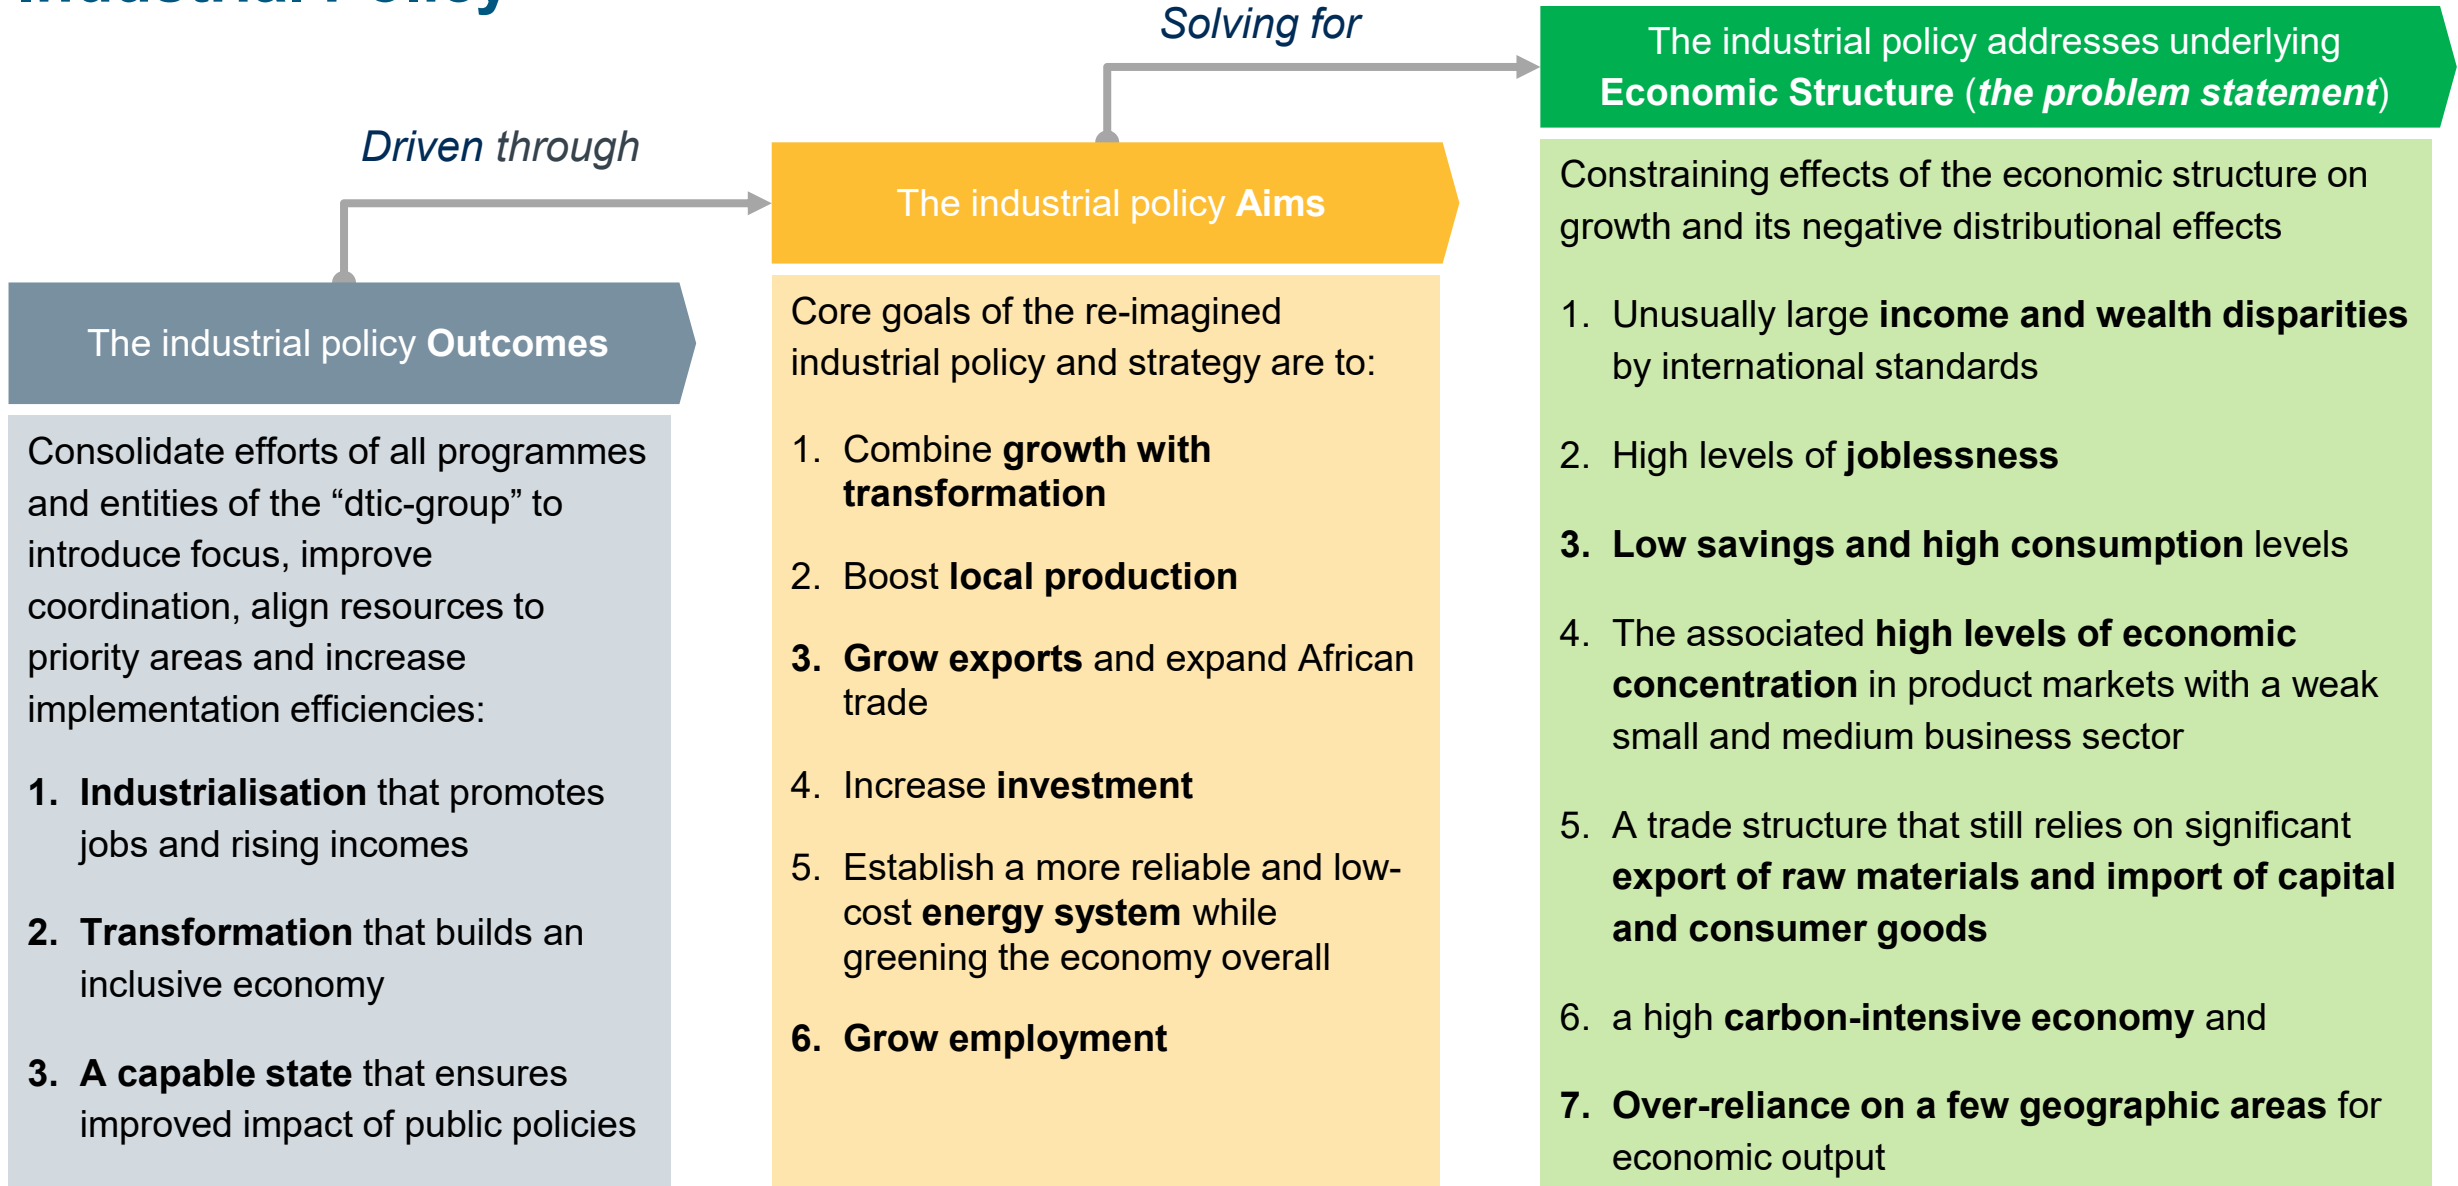 Industrial Policy
Driven through
Solving for
The industrial policy Outcomes
Consolidate efforts of all programmes
and entities of the “dtic-group” to
introduce focus, improve
coordination, align resources to
priority areas and increase
implementation efficiencies:
1. Industrialisation that promotes
jobs and rising incomes
2. Transformation that builds an
inclusive economy
3. A capable state that ensures
improved impact of public policies
The industrial policy Aims
Core goals of the re-imagined
industrial policy and strategy are to:
1. Combine growth with
transformation
2. Boost local production
3. Grow exports and expand African
trade
4. Increase investment
5. Establish a more reliable and low-
cost energy system while
greening the economy overall
6. Grow employment
The industrial policy addresses underlying
Economic Structure (the problem statement)
Constraining effects of the economic structure on
growth and its negative distributional effects
1. Unusually large income and wealth disparities
by international standards
2. High levels of joblessness
3. Low savings and high consumption levels
4. The associated high levels of economic
concentration in product markets with a weak
small and medium business sector
5. A trade structure that still relies on significant
export of raw materials and import of capital
and consumer goods
6. a high carbon-intensive economy and
7. Over-reliance on a few geographic areas for
economic output